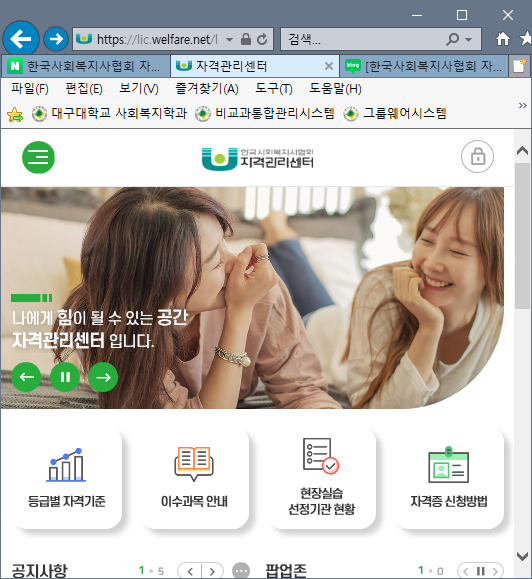 https://lic.welfare.net/l
검색...
한국사회복지사협회 자...
자격관리센터
blog
[한국사회복지사협회 자...
파일(F) 편집(E) 보기(V) 즐겨찾기(A) 도구(T) 도움말(H)
대구대학교 사회복지학과 비교과통합관리시스템 그룹웨어시스템
한국사회복지사협회
자격관리센터
나에게 힘이 될 수 있는 공간
자격관리센터 입니다.
등급별 자격기준
이수과목 안내
현장실습
선정기관 현황
자격증 신청방법
공지사항 1 5
팝업존 1 0